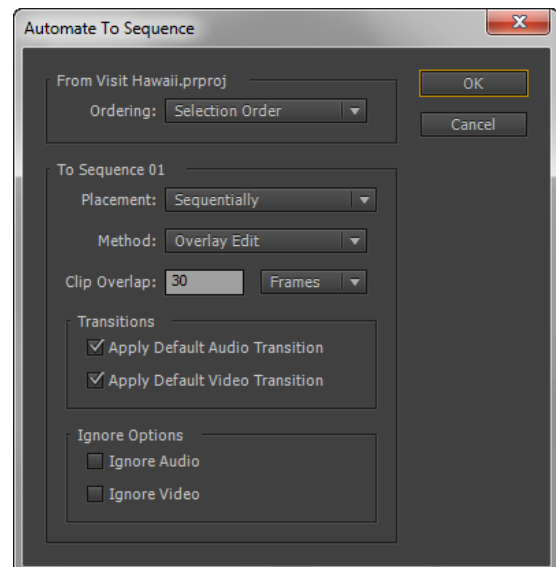 Automate To Sequence
From Visit Hawaii.prproj
OK
Ordering: Selection Order
Cancel
To Sequence 01
Placement: Sequentially
Method: Overlay Edit
Clip Overlap: 30 Frames
Transitions
Apply Default Audio Transition
Apply Default Video Transition
Ignore Options
Ignore Audio
Ignore Video